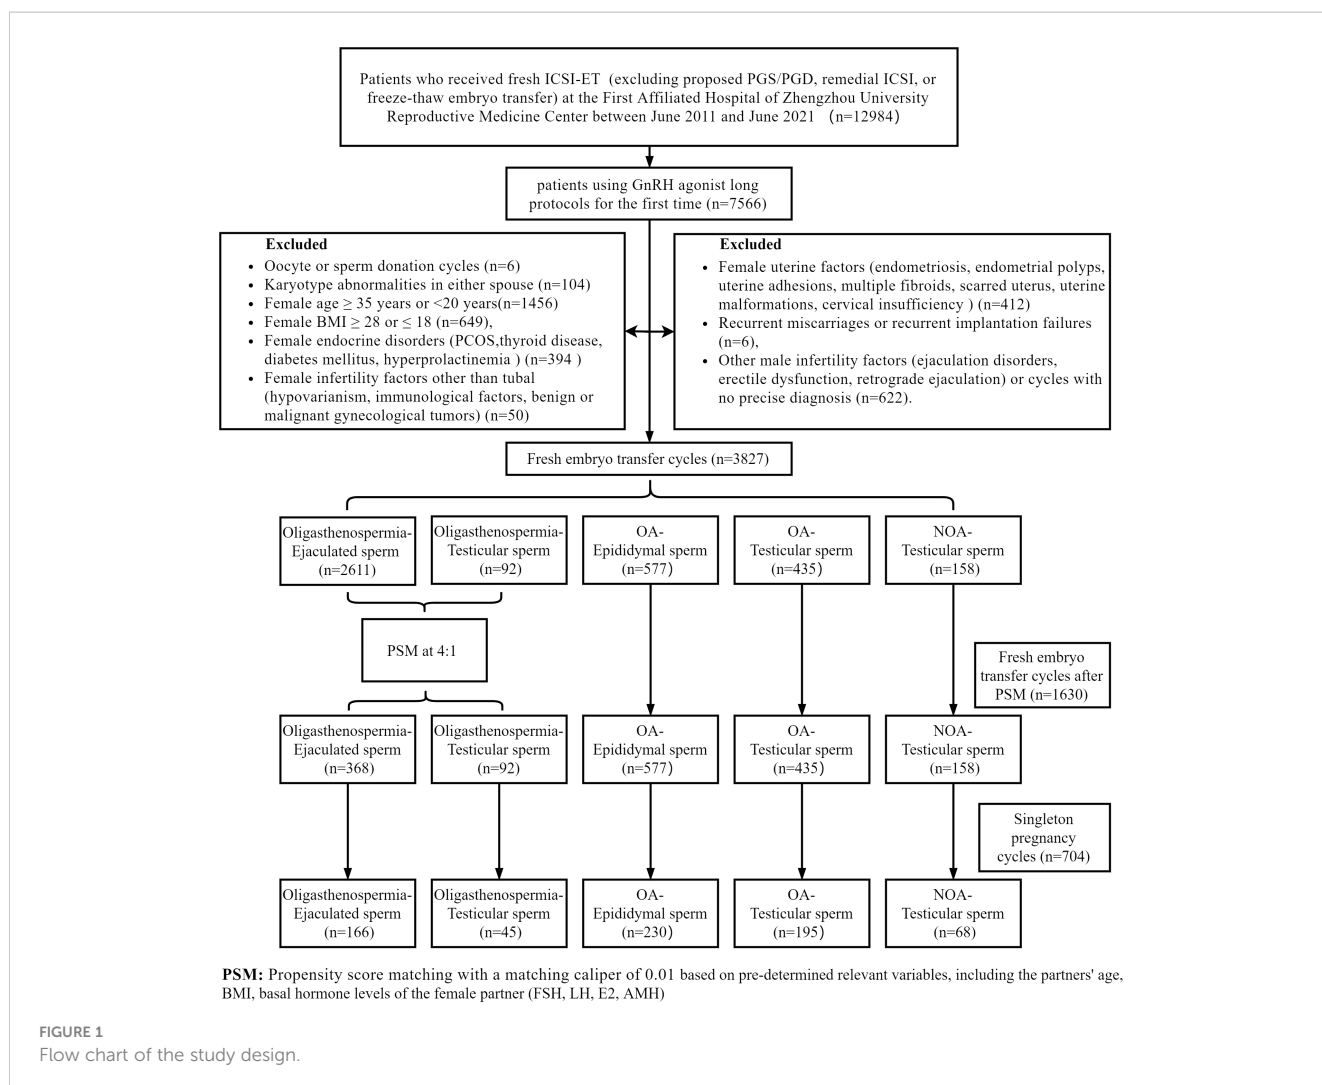 Patients who received fresh ICSI-ET (excluding proposed PGS/PGD, remedial ICSI, or
freeze-thaw embryo transfer) at the First Affiliated Hospital of Zhengzhou University
Reproductive Medicine Center between June 2011 and June 2021 (n=12984)
patients using GnRH agonist long
protocols for the first time (n=7566)
Excluded
• Oocyte or sperm donation cycles (n=6)
• Karyotype abnormalities in either spouse (n=104)
• Female age ≥ 35 years or <20 years(n=1456)
• Female BMI ≥ 28 or ≤ 18 (n=649),
• Female endocrine disorders (PCOS,thyroid disease,
diabetes mellitus, hyperprolactinemia ) (n=394 )
• Female infertility factors other than tubal
(hypovarianism, immunological factors, benign or
malignant gynecological tumors) (n=50)
Excluded
• Female uterine factors (endometriosis, endometrial polyps,
uterine adhesions, multiple fibroids, scarred uterus, uterine
malformations, cervical insufficiency ) (n=412)
• Recurrent miscarriages or recurrent implantation failures
(n=6),
• Other male infertility factors (ejaculation disorders,
erectile dysfunction, retrograde ejaculation) or cycles with
no precise diagnosis (n=622).
Fresh embryo transfer cycles (n=3827)
Oligasthenospermia-
Ejaculated sperm
(n=2611)
Oligasthenospermia-
Testicular sperm
(n=92)
OA-
Epididymal sperm
(n=577)
OA-
Testicular sperm
(n=435)
NOA-
Testicular sperm
(n=158)
PSM at 4:1
Fresh embryo
transfer cycles after
PSM (n=1630)
Oligasthenospermia-
Ejaculated sperm
(n=368)
Oligasthenospermia-
Testicular sperm
(n=92)
OA-
Epididymal sperm
(n=577)
OA-
Testicular sperm
(n=435)
NOA-
Testicular sperm
(n=158)
Singleton
pregnancy
cycles (n=704)
Oligasthenospermia-
Ejaculated sperm
(n=166)
Oligasthenospermia-
Testicular sperm
(n=45)
OA-
Epididymal sperm
(n=230)
OA-
Testicular sperm
(n=195)
NOA-
Testicular sperm
(n=68)
PSM: Propensity score matching with a matching caliper of 0.01 based on pre-determined relevant variables, including the partners' age,
BMI, basal hormone levels of the female partner (FSH, LH, E2, AMH)
FIGURE 1
Flow chart of the study design.